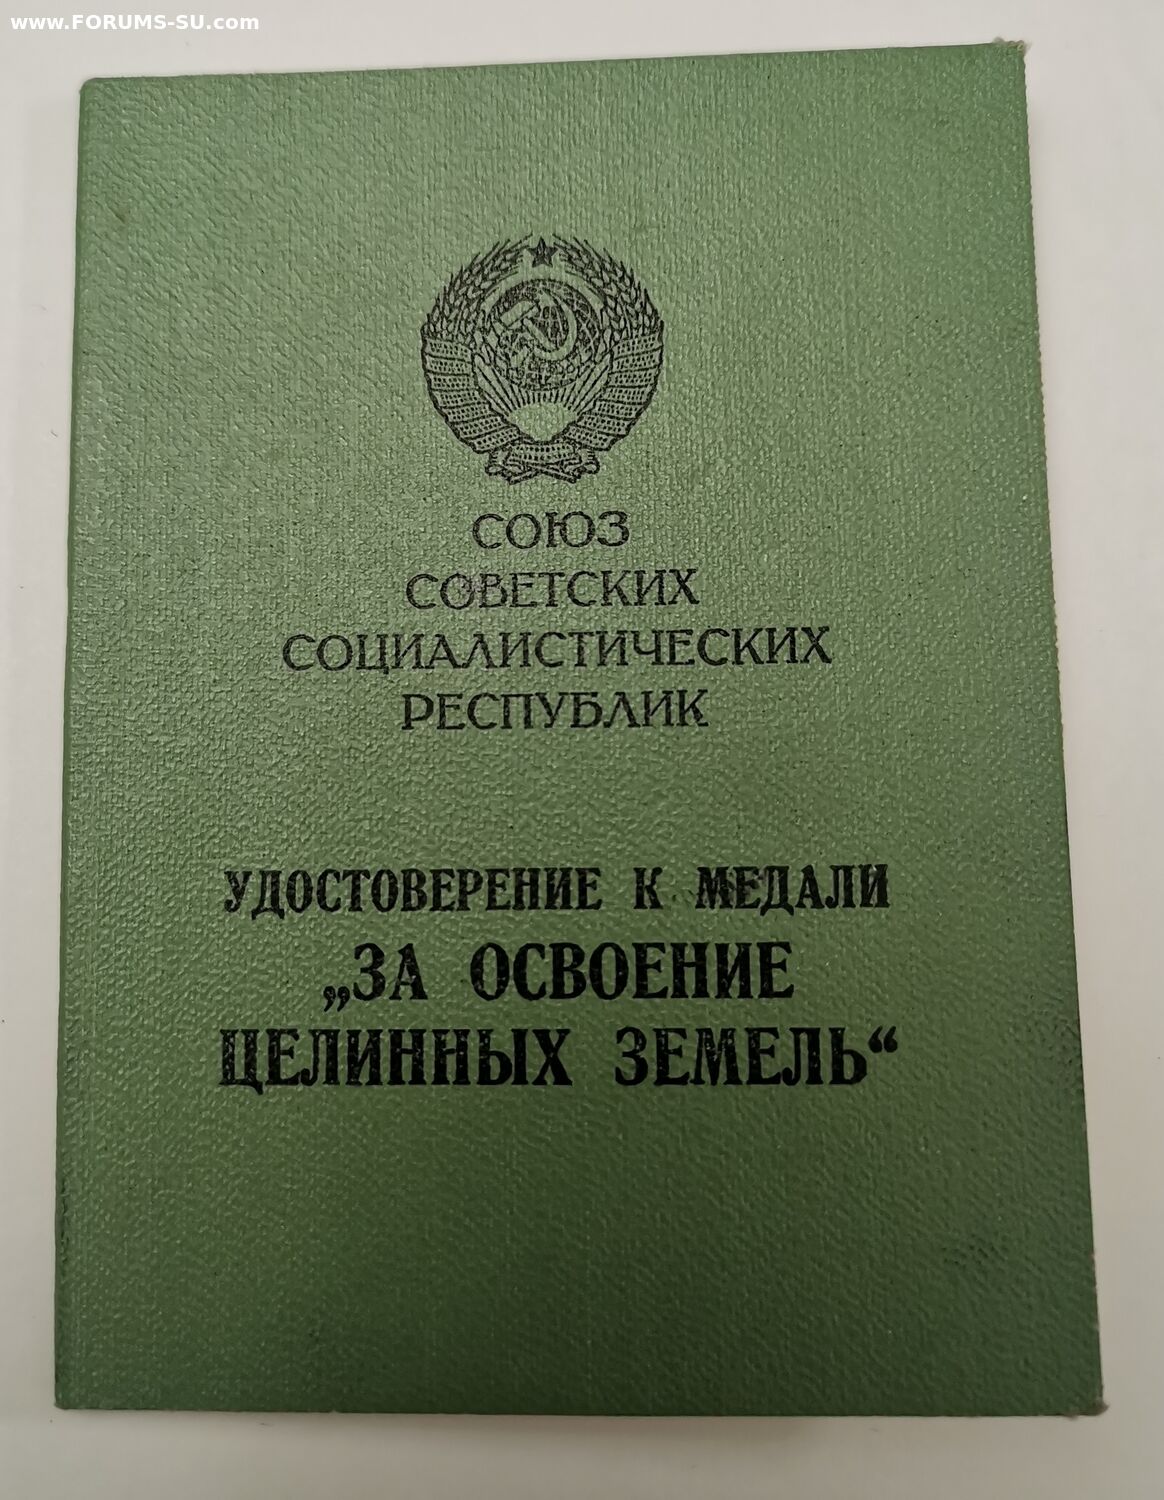 www.FORUMS-SU.com
СОЮЗ
СОВЕТСКИХ
СОЦИАЛИСТИЧЕСКИХ
РЕСПУБЛИК
УДОСТОВЕРЕНИЕ К МЕДАЛИ
„ЗА ОСВОЕНИЕ
ЦЕЛИННЫХ ЗЕМЕЛЬ“